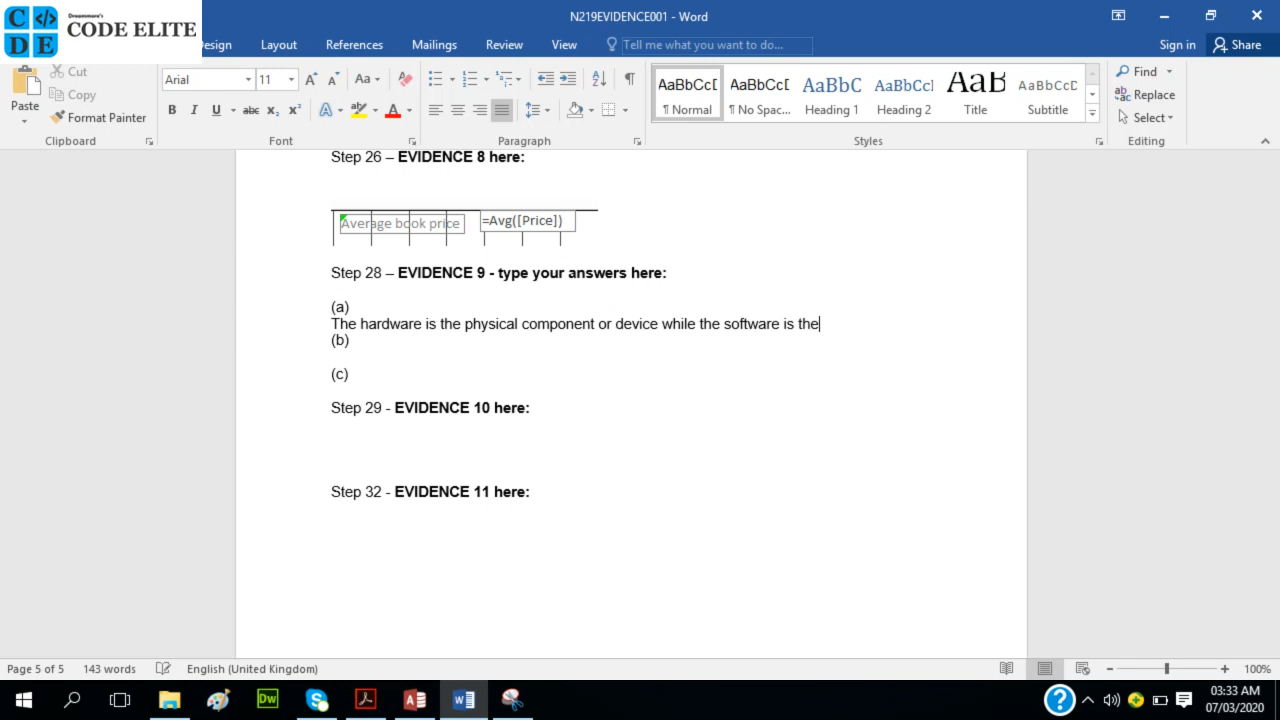 C </> D E Dreammore's CODE ELITE
N219EVIDENCE001 - Word
Design Layout References Mailings Review View Tell me what you want to do... Sign in Share
Paste Cut Copy Format Painter
Arial 11 Aa
B I U abc x₂ x² A A
AaBbCcD AaBbCcD AaBbC AaBbCcI AaB AaBbCcD
¶ Normal ¶ No Spac... Heading 1 Heading 2 Title Subtitle
Find Replace Select
Clipboard Font Paragraph Styles Editing
Step 26 – EVIDENCE 8 here:
Average book price =Avg([Price])
Step 28 – EVIDENCE 9 - type your answers here:
(a)
The hardware is the physical component or device while the software is the
(b)
(c)
Step 29 - EVIDENCE 10 here:
Step 32 - EVIDENCE 11 here:
Page 5 of 5 143 words English (United Kingdom) 100%
Dw
03:33 AM
07/03/2020